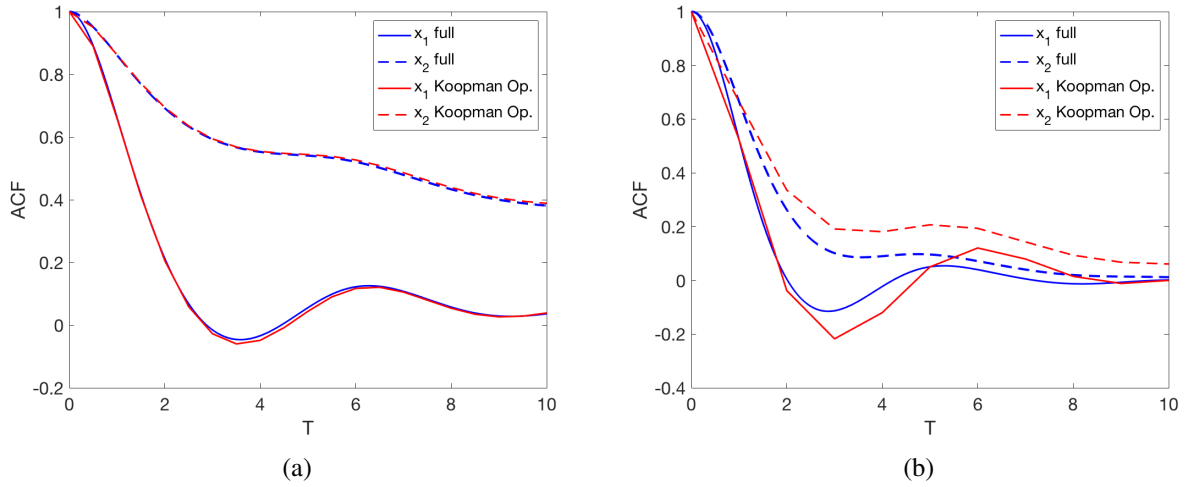 1
0.8
0.6
0.4
0.2
0
-0.2
ACF
0 2 4 6 8 10
T
x1 full
x2 full
x1 Koopman Op.
x2 Koopman Op.
(a)
1
0.8
0.6
0.4
0.2
0
-0.2
-0.4
ACF
0 2 4 6 8 10
T
x1 full
x2 full
x1 Koopman Op.
x2 Koopman Op.
(b)